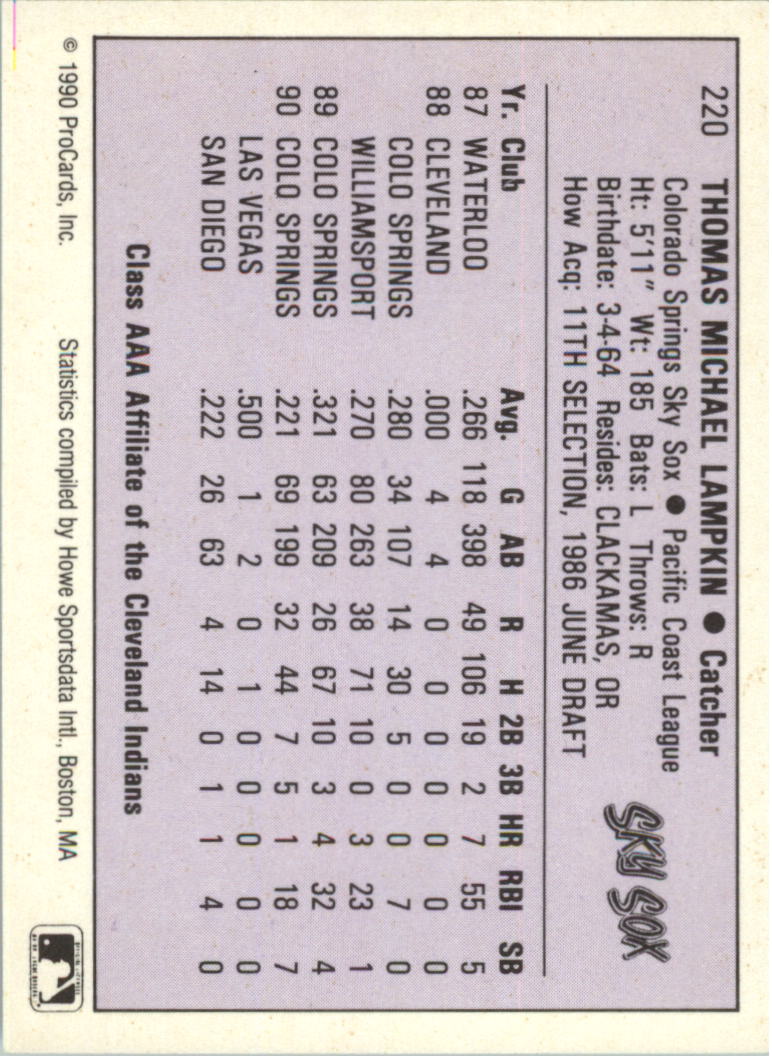 220 THOMAS MICHAEL LAMPKIN ● Catcher
Colorado Springs Sky Sox ● Pacific Coast League
Ht: 5'11" Wt: 185 Bats: L Throws: R
Birthdate: 3-4-64 Resides: CLACKAMAS, OR
How Acq: 11TH SELECTION, 1986 JUNE DRAFT
SKY SOX
Yr. Club Avg. G AB R H 2B 3B HR RBI SB
87 WATERLOO .266 118 398 49 106 19 2 7 55 5
88 CLEVELAND .000 4 4 0 0 0 0 0 0 0
COLO SPRINGS .280 34 107 14 30 5 0 0 7 0
WILLIAMSPORT .270 80 263 38 71 10 0 3 23 1
89 COLO SPRINGS .321 63 209 26 67 10 3 4 32 4
90 COLO SPRINGS .221 69 199 32 44 7 5 1 18 7
LAS VEGAS .500 1 2 0 1 0 0 0 0 0
SAN DIEGO .222 26 63 4 14 0 1 1 4 0
Class AAA Affiliate of the Cleveland Indians
© 1990 ProCards, Inc. Statistics compiled by Howe Sportsdata Intl., Boston, MA